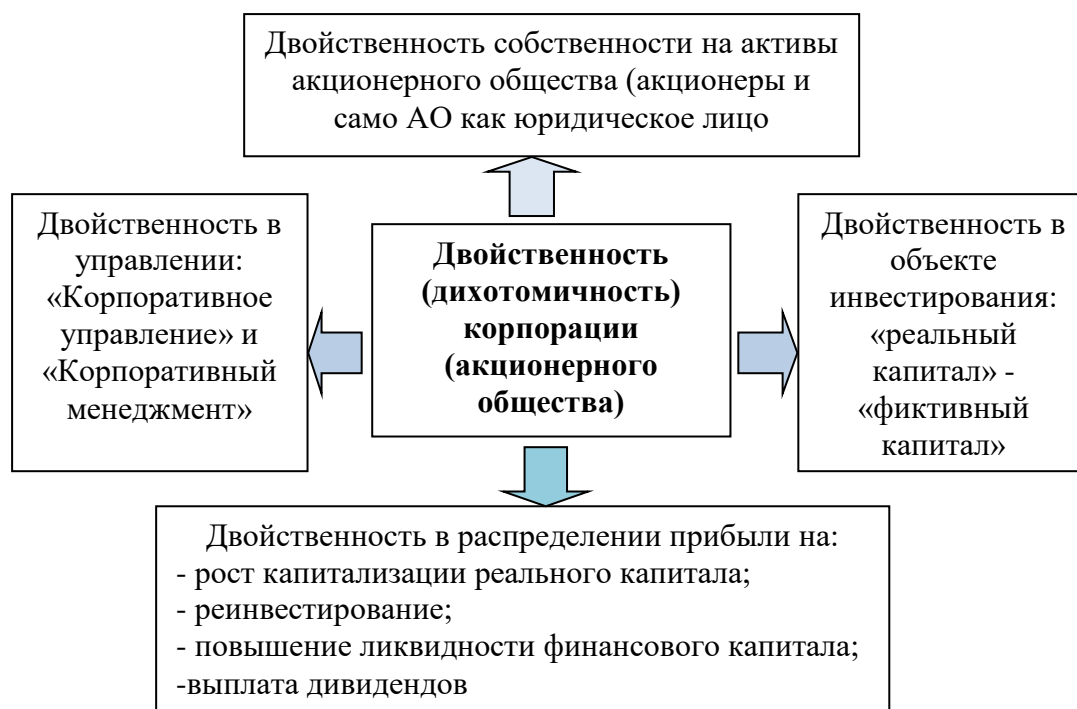 Двойственность собственности на активы
акционерного общества (акционеры и
само АО как юридическое лицо
Двойственность в
управлении:
«Корпоративное
управление» и
«Корпоративный
менеджмент»
Двойственность
(дихотомичность)
корпорации
(акционерного
общества)
Двойственность в
объекте
инвестирования:
«реальный
капитал» -
«фиктивный
капитал»
Двойственность в распределении прибыли на:
- рост капитализации реального капитала;
- реинвестирование;
- повышение ликвидности финансового капитала;
-выплата дивидендов